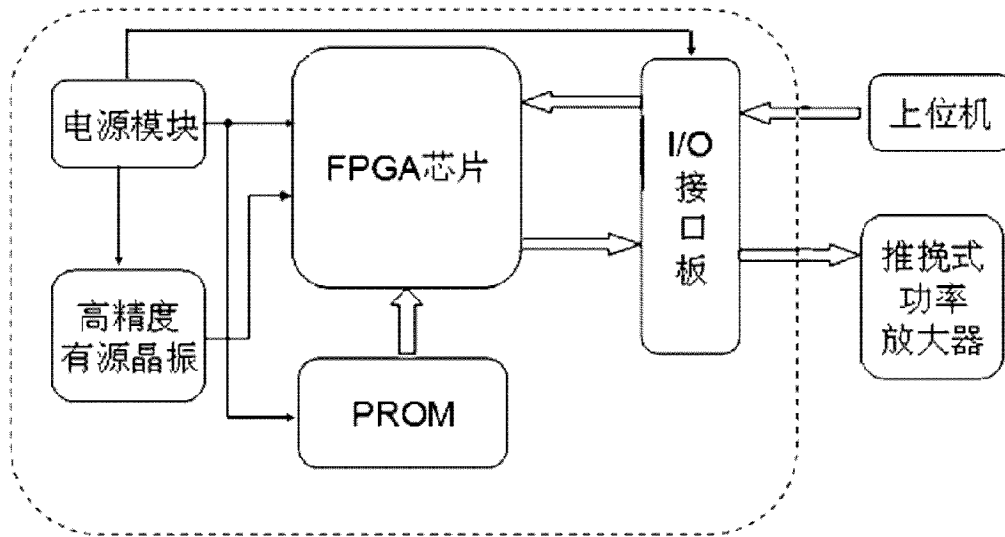 电源模块
FPGA芯片
I/O
接
口
板
上位机
高精度
有源晶振
PROM
推挽式
功率
放大器